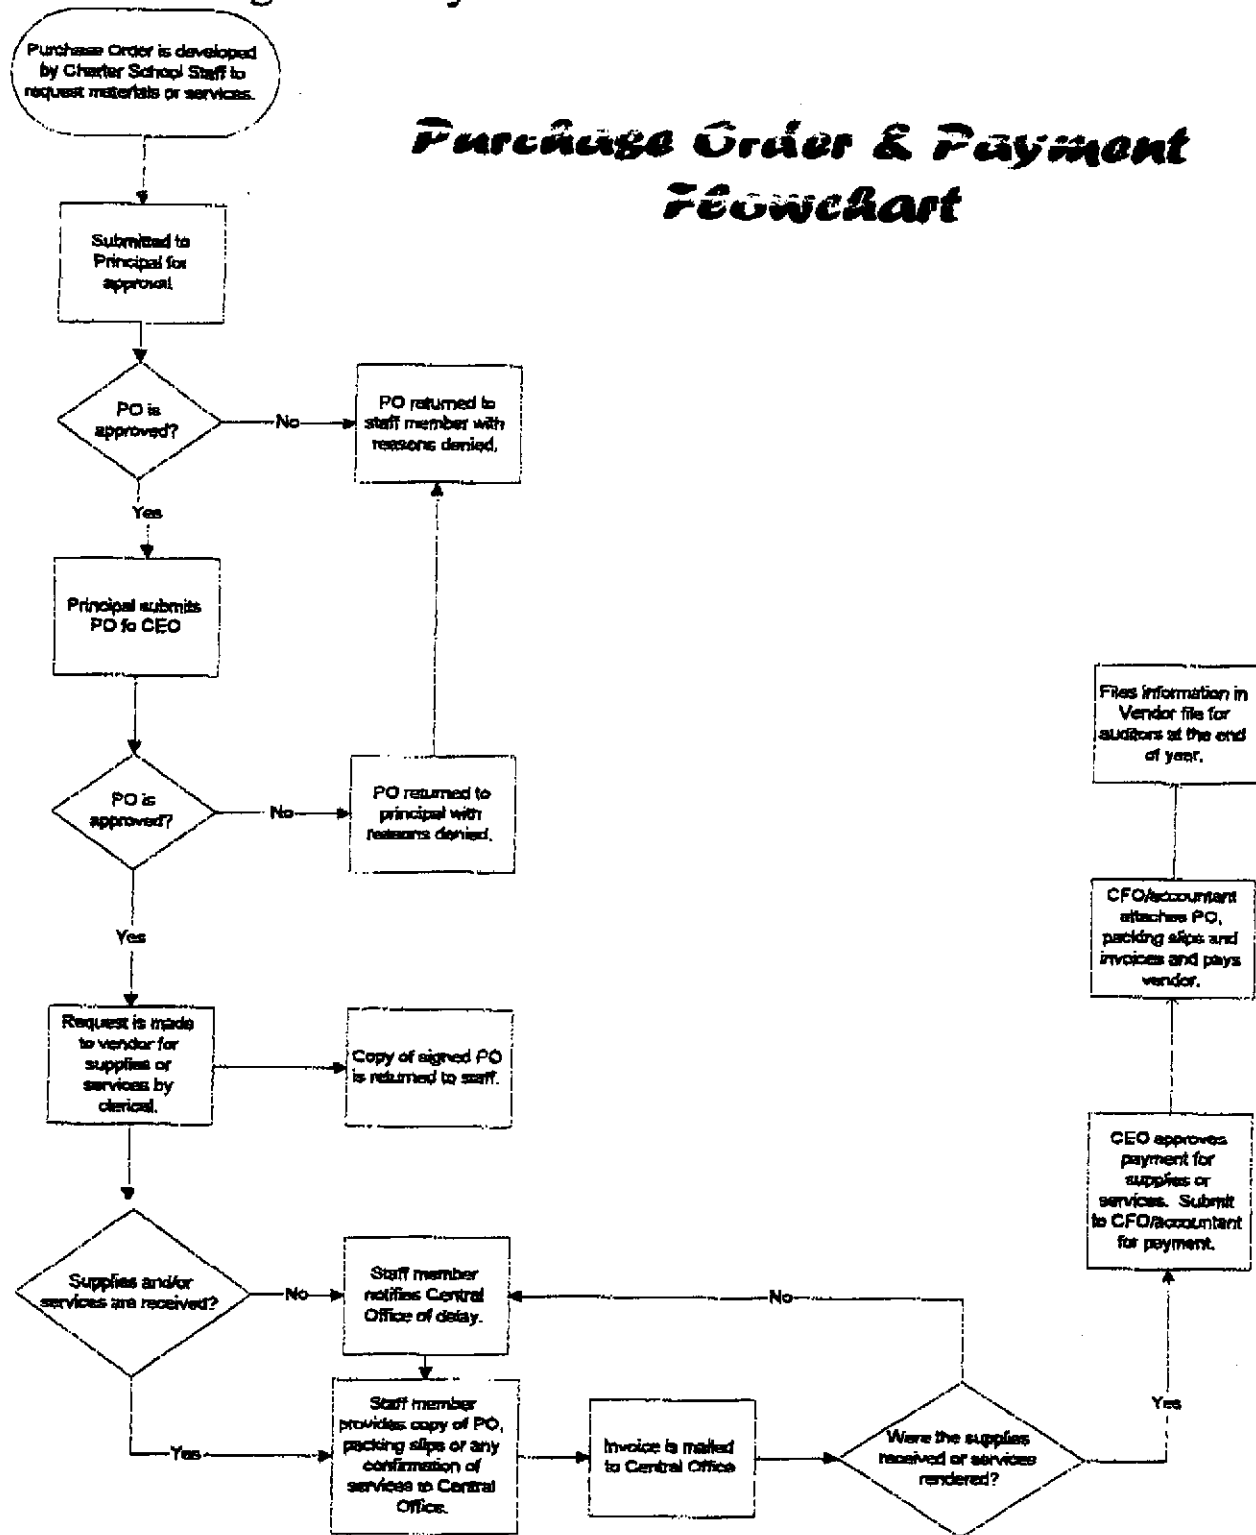 Purchase Order is developed
by Charter School Staff to
request materials or services.
Purchase Order & Payment
Flowchart
Submitted to
Principal for
approval
PO is
approved?
No
PO returned to
staff member with
reasons denied.
Yes
Principal submits
PO to CEO
PO is
approved?
No
PO returned to
principal with
reasons denied.
Yes
Request is made
to vendor for
supplies or
services by
clerical.
Copy of signed PO
is returned to staff.
Supplies and/or
services are received?
No
Staff member
notifies Central
Office of delay.
Yes
Staff member
provides copy of PO,
packing slips or any
confirmation of
services to Central
Office.
Invoice is mailed
to Central Office
Were the supplies
received or services
rendered?
No
Yes
CEO approves
payment for
supplies or
services. Submit
to CFO/accountant
for payment.
CFO/accountant
attaches PO,
packing slips and
invoices and pays
vendor.
Files information in
Vendor file for
auditors at the end
of year.